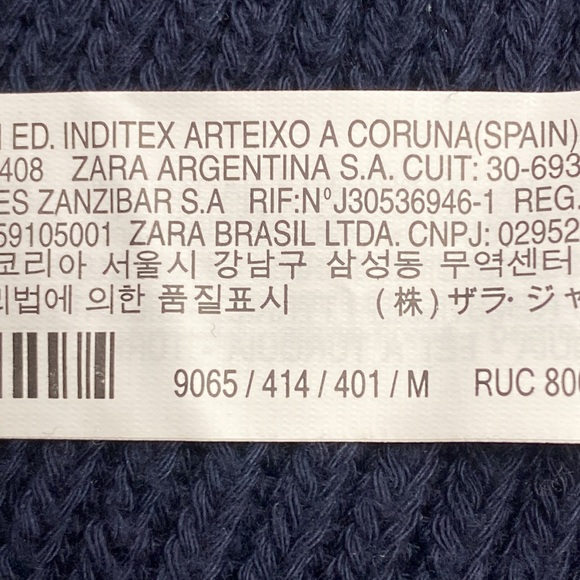 ED. INDITEX ARTEIXO A CORUNA(SPAIN)
408 ZARA ARGENTINA S.A. CUIT: 30-693
ES ZANZIBAR S.A RIF:NºJ30536946-1 REG.
59105001 ZARA BRASIL LTDA. CNPJ: 02952
코리아 서울시 강남구 삼성동 무역센터
리법에 의한 품질표시 (株)ザラ・ジャ
9065 / 414 / 401 / M RUC 800